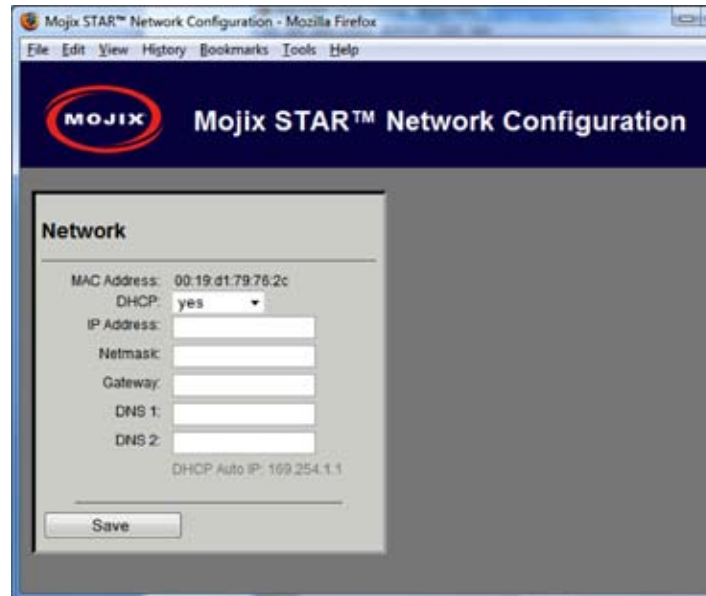 Mojix STAR™ Network Configuration - Mozilla Firefox
File Edit View History Bookmarks Tools Help
MOJIX
Mojix STAR™ Network Configuration
Network
MAC Address: 00:19:d1:79:76:2c
DHCP: yes
IP Address:
Netmask:
Gateway:
DNS 1:
DNS 2:
DHCP Auto IP: 169.254.1.1
Save